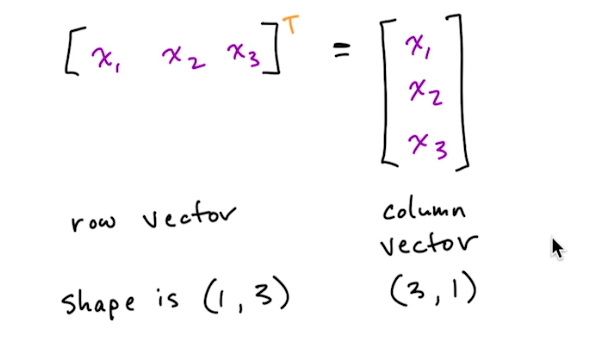 [x₁ x₂ x₃]ᵀ = [x₁
x₂
x₃]
row vector
column
vector
shape is (1, 3)
(3, 1)